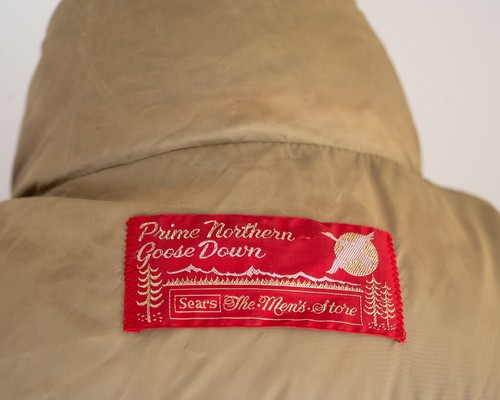 Prime Northern
Goose Down
Sears The Men's Store